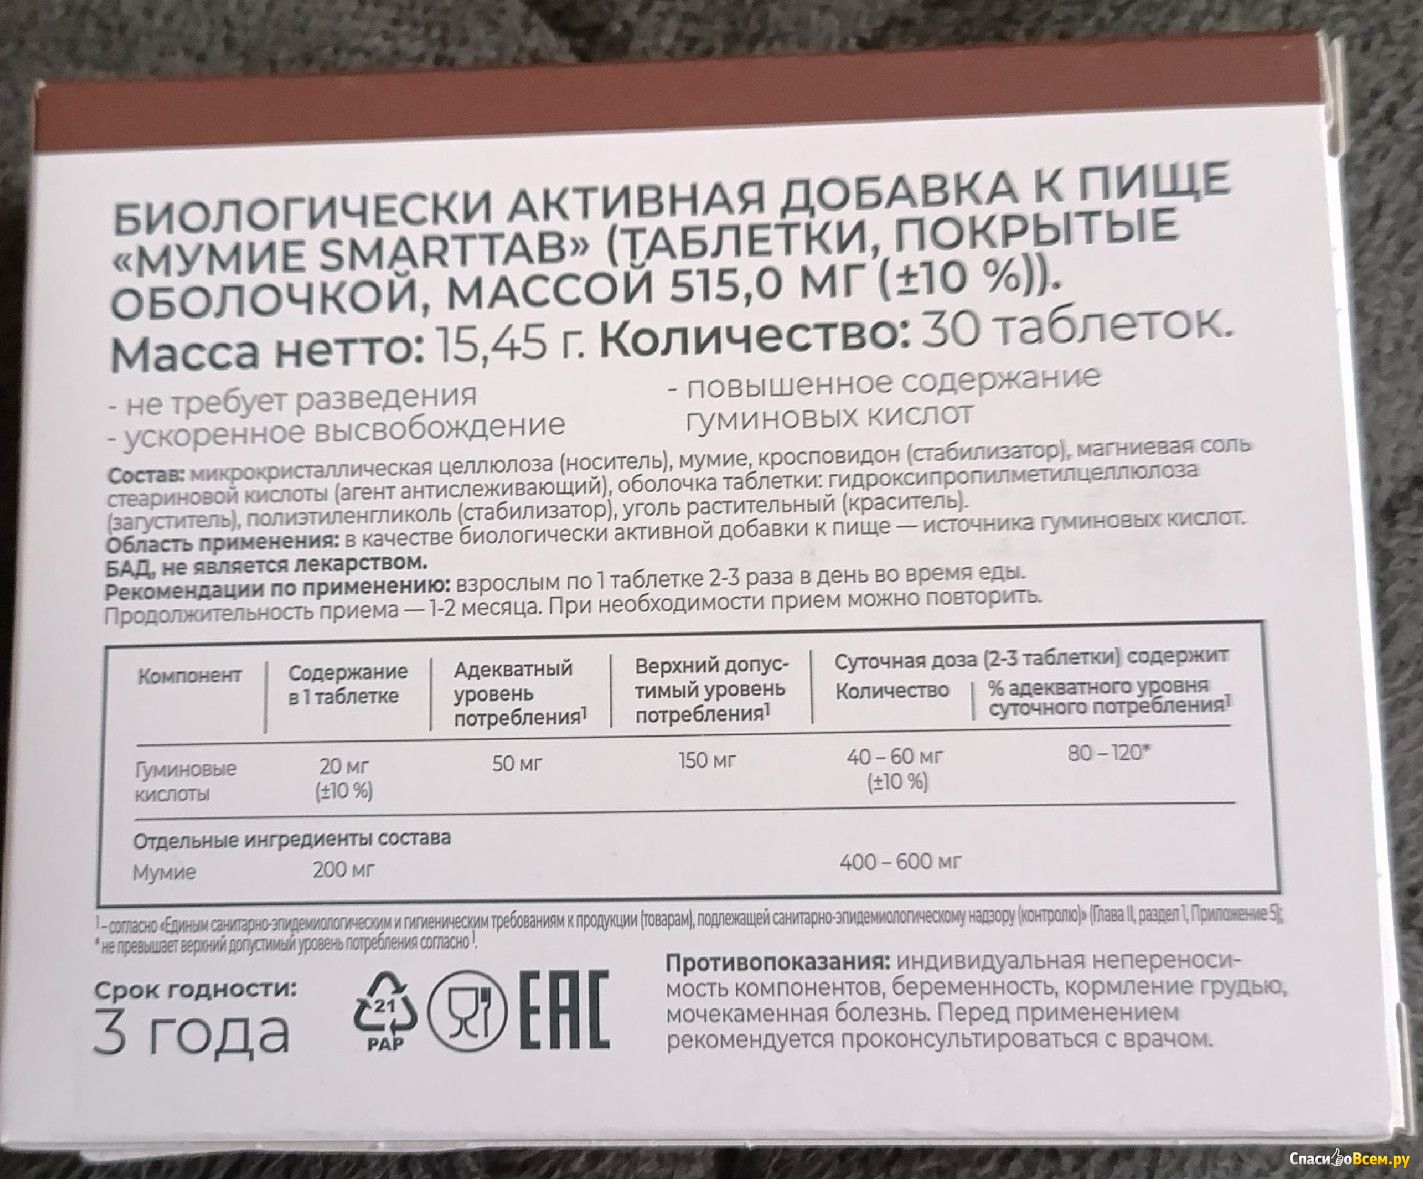 БИОЛОГИЧЕСКИ АКТИВНАЯ ДОБАВКА К ПИЩЕ
«МУМИЕ SMARTTAB» (ТАБЛЕТКИ, ПОКРЫТЫЕ
ОБОЛОЧКОЙ, МАССОЙ 515,0 МГ (±10 %)).
Масса нетто: 15,45 г. Количество: 30 таблеток.
- не требует разведения
- ускоренное высвобождение
- повышенное содержание
гуминовых кислот
Состав: микрокристаллическая целлюлоза (носитель), мумие, кросповидон (стабилизатор), магниевая соль
стеариновой кислоты (агент антислеживающий), оболочка таблетки: гидроксипропилметилцеллюлоза
(загуститель), полиэтиленгликоль (стабилизатор), уголь растительный (краситель).
Область применения: в качестве биологически активной добавки к пище — источника гуминовых кислот.
БАД, не является лекарством.
Рекомендации по применению: взрослым по 1 таблетке 2-3 раза в день во время еды.
Продолжительность приема — 1-2 месяца. При необходимости прием можно повторить.
Компонент
Содержание
в 1 таблетке
Адекватный
уровень
потребления¹
Верхний допус-
тимый уровень
потребления¹
Суточная доза (2-3 таблетки) содержит
Количество
% адекватного уровня
суточного потребления¹
Гуминовые
кислоты
20 мг
(±10 %)
50 мг
150 мг
40 – 60 мг
(±10 %)
80 – 120*
Отдельные ингредиенты состава
Мумие
200 мг
400 – 600 мг
¹ – согласно «Единым санитарно-эпидемиологическим и гигиеническим требованиям к продукции (товарам), подлежащей санитарно-эпидемиологическому надзору (контролю)» (Глава II, раздел 1, Приложение 5);
* не превышает верхний допустимый уровень потребления согласно ¹.
Срок годности:
3 года
21
PAP
EAC
Противопоказания: индивидуальная непереноси-
мость компонентов, беременность, кормление грудью,
мочекаменная болезнь. Перед применением
рекомендуется проконсультироваться с врачом.
СпасибоВсем.ру